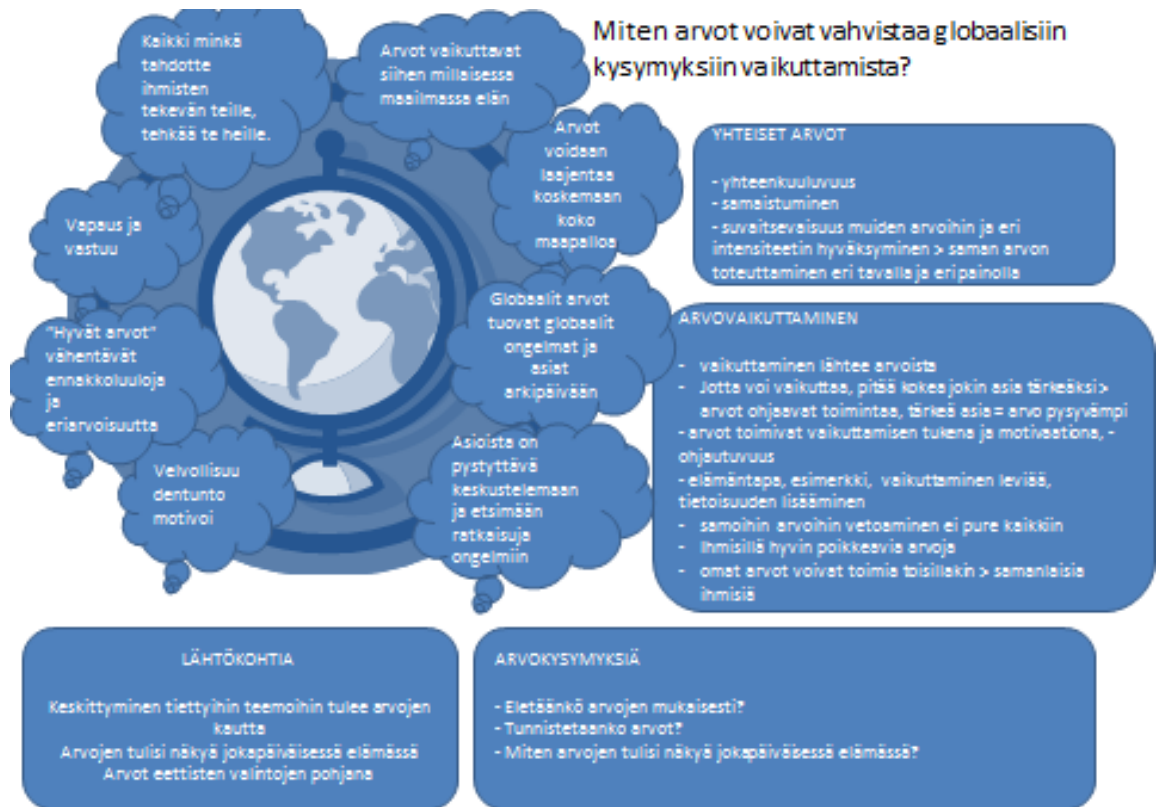 Miten arvot voivat vahvistaa globaalisiin
kysymyksiin vaikuttamista?
Kaikki minkä
tahdotte
ihmisten
tekevän teille,
tehkää te heille.
Arvot vaikuttavat
siihen millaisessa
maailmassa elän
Arvot
voidaan
laajentaa
koskemaan
koko
maapalloa
Vapaus ja
vastuu
Globaalit arvot
tuovat globaalit
ongelmat ja
asiat
arkipäivään
"Hyvät arvot"
vähentävät
ennakkoluuloja
ja
eriarvoisuutta
Velvollisuu
dentunto
motivoi
Asioista on
pystyttävä
keskustelemaan
ja etsimään
ratkaisuja
ongelmiin
YHTEISET ARVOT
- yhteenkuuluvuus
- samaistuminen
- suvaitsevaisuus muiden arvoihin ja eri
intensiteetin hyväksyminen > saman arvon
toteuttaminen eri tavalla ja eri painolla
ARVOVAIKUTTAMINEN
- vaikuttaminen lähtee arvoista
- Jotta voi vaikuttaa, pitää kokea jokin asia tärkeäksi >
arvot ohjaavat toimintaa, tärkeä asia = arvo pysyvämpi
- arvot toimivat vaikuttamisen tukena ja motivaationa, -
ohjautuvuus
- elämäntapa, esimerkki, vaikuttaminen leviää,
tietoisuuden lisääminen
- samoihin arvoihin vetoaminen ei pure kaikkiin
- Ihmisillä hyvin poikkeavia arvoja
- omat arvot voivat toimia toisillakin > samanlaisia
ihmisiä
LÄHTÖKOHTIA
Keskittyminen tiettyihin teemoihin tulee arvojen
kautta
Arvojen tulisi näkyä jokapäiväisessä elämässä
Arvot eettisten valintojen pohjana
ARVOKYSYMYKSIÄ
- Eletäänkö arvojen mukaisesti?
- Tunnistetaanko arvot?
- Miten arvojen tulisi näkyä jokapäiväisessä elämässä?